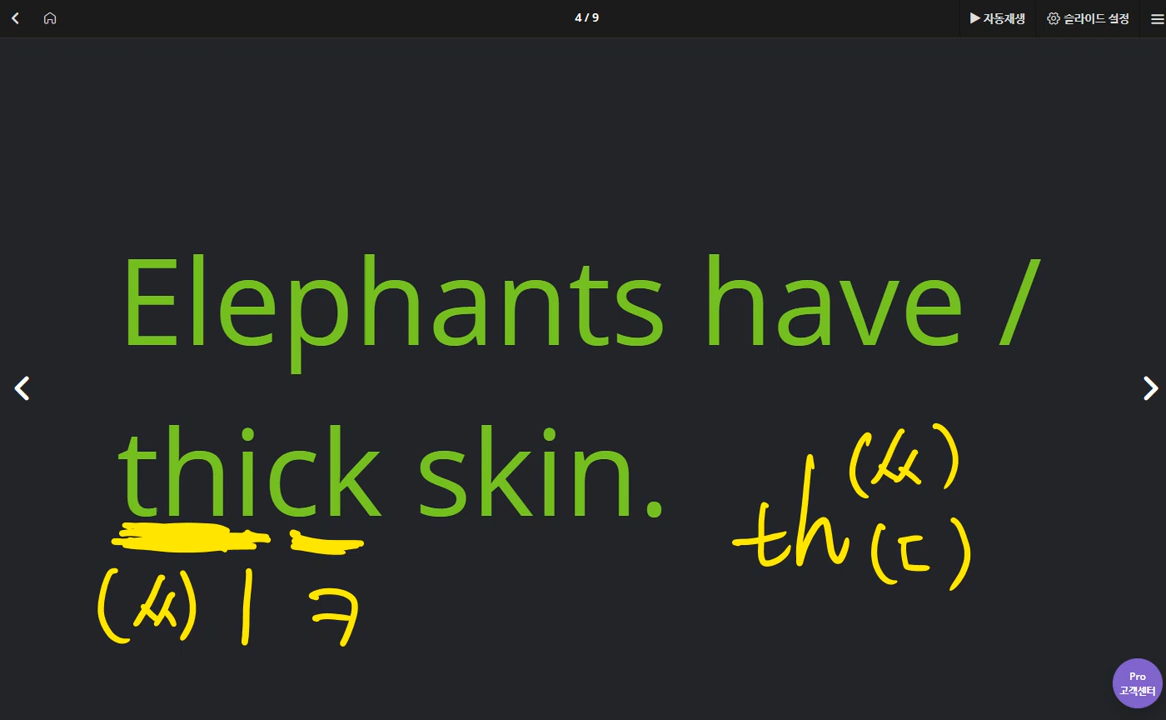 4 / 9
▶ 자동재생
슬라이드 설정
Elephants have /
thick skin.
th (ㅆ)
(ㄷ)
(ㅆ) ㅣ ㅋ
Pro
고객센터